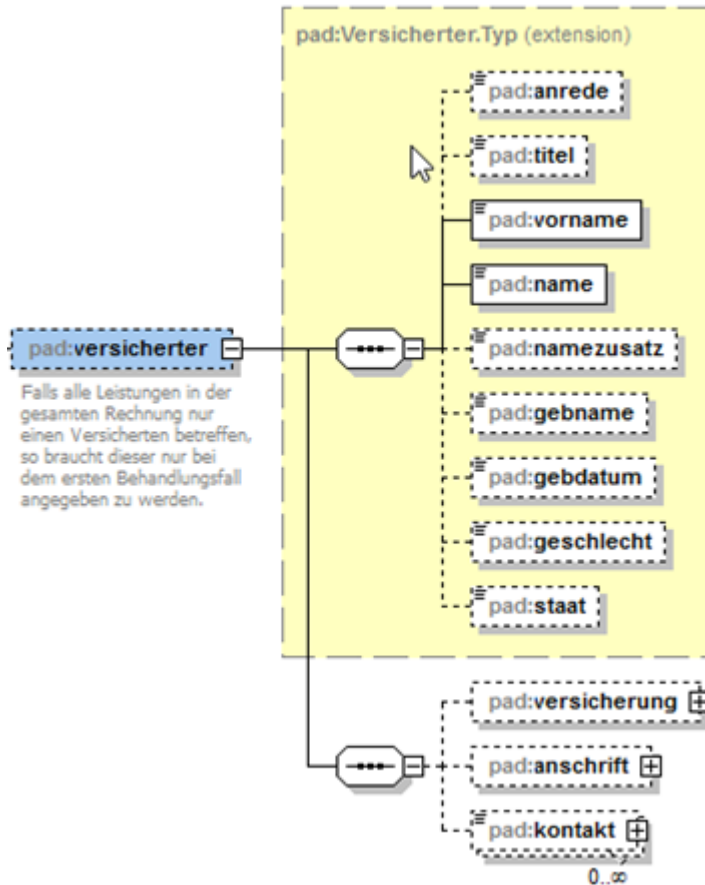 pad:Versicherter.Typ (extension)
pad:anrede
pad:titel
pad:vorname
pad:name
pad:versicherter
pad:namezusatz
Falls alle Leistungen in der
gesamten Rechnung nur
einen Versicherten betreffen,
so braucht dieser nur bei
dem ersten Behandlungsfall
angegeben zu werden.
pad:gebname
pad:gebdatum
pad:geschlecht
pad:staat
pad:versicherung
pad:anschrift
pad:kontakt
0..∞